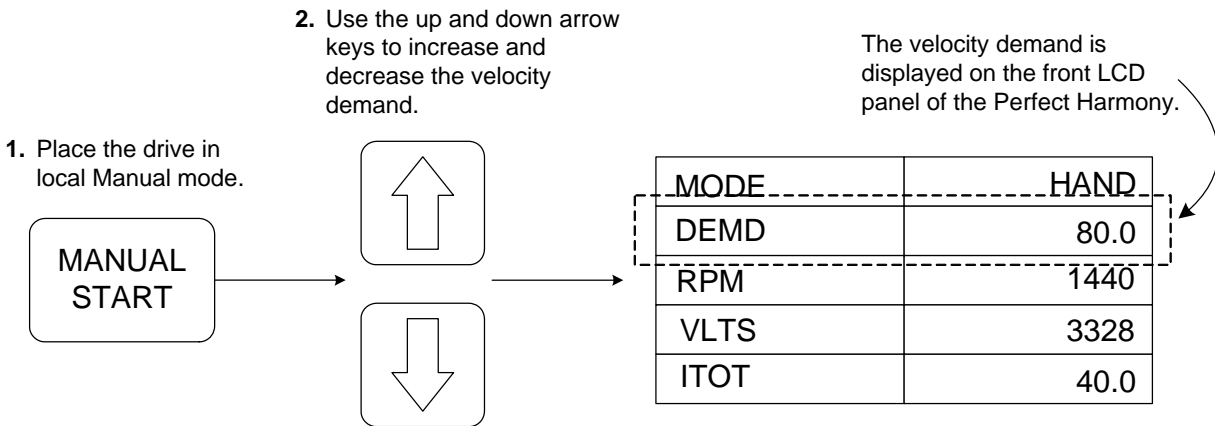 2. Use the up and down arrow
keys to increase and
decrease the velocity
demand.
The velocity demand is
displayed on the front LCD
panel of the Perfect Harmony.
1. Place the drive in
local Manual mode.
MANUAL
START
MODE HAND
DEMD 80.0
RPM 1440
VLTS 3328
ITOT 40.0